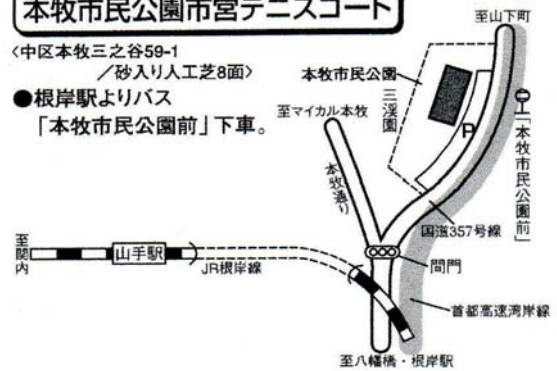 本牧市民公園市営テニスコート
〈中区本牧三之谷59-1
／砂入り人工芝8面〉
●根岸駅よりバス
「本牧市民公園前」下車。
至山下町
本牧市民公園
三渓園
P
「本牧市民公園前」
至マイカル本牧
本牧通り
国道357号線
至関内
山手駅
JR根岸線
間門
首都高速湾岸線
至八幡橋・根岸駅